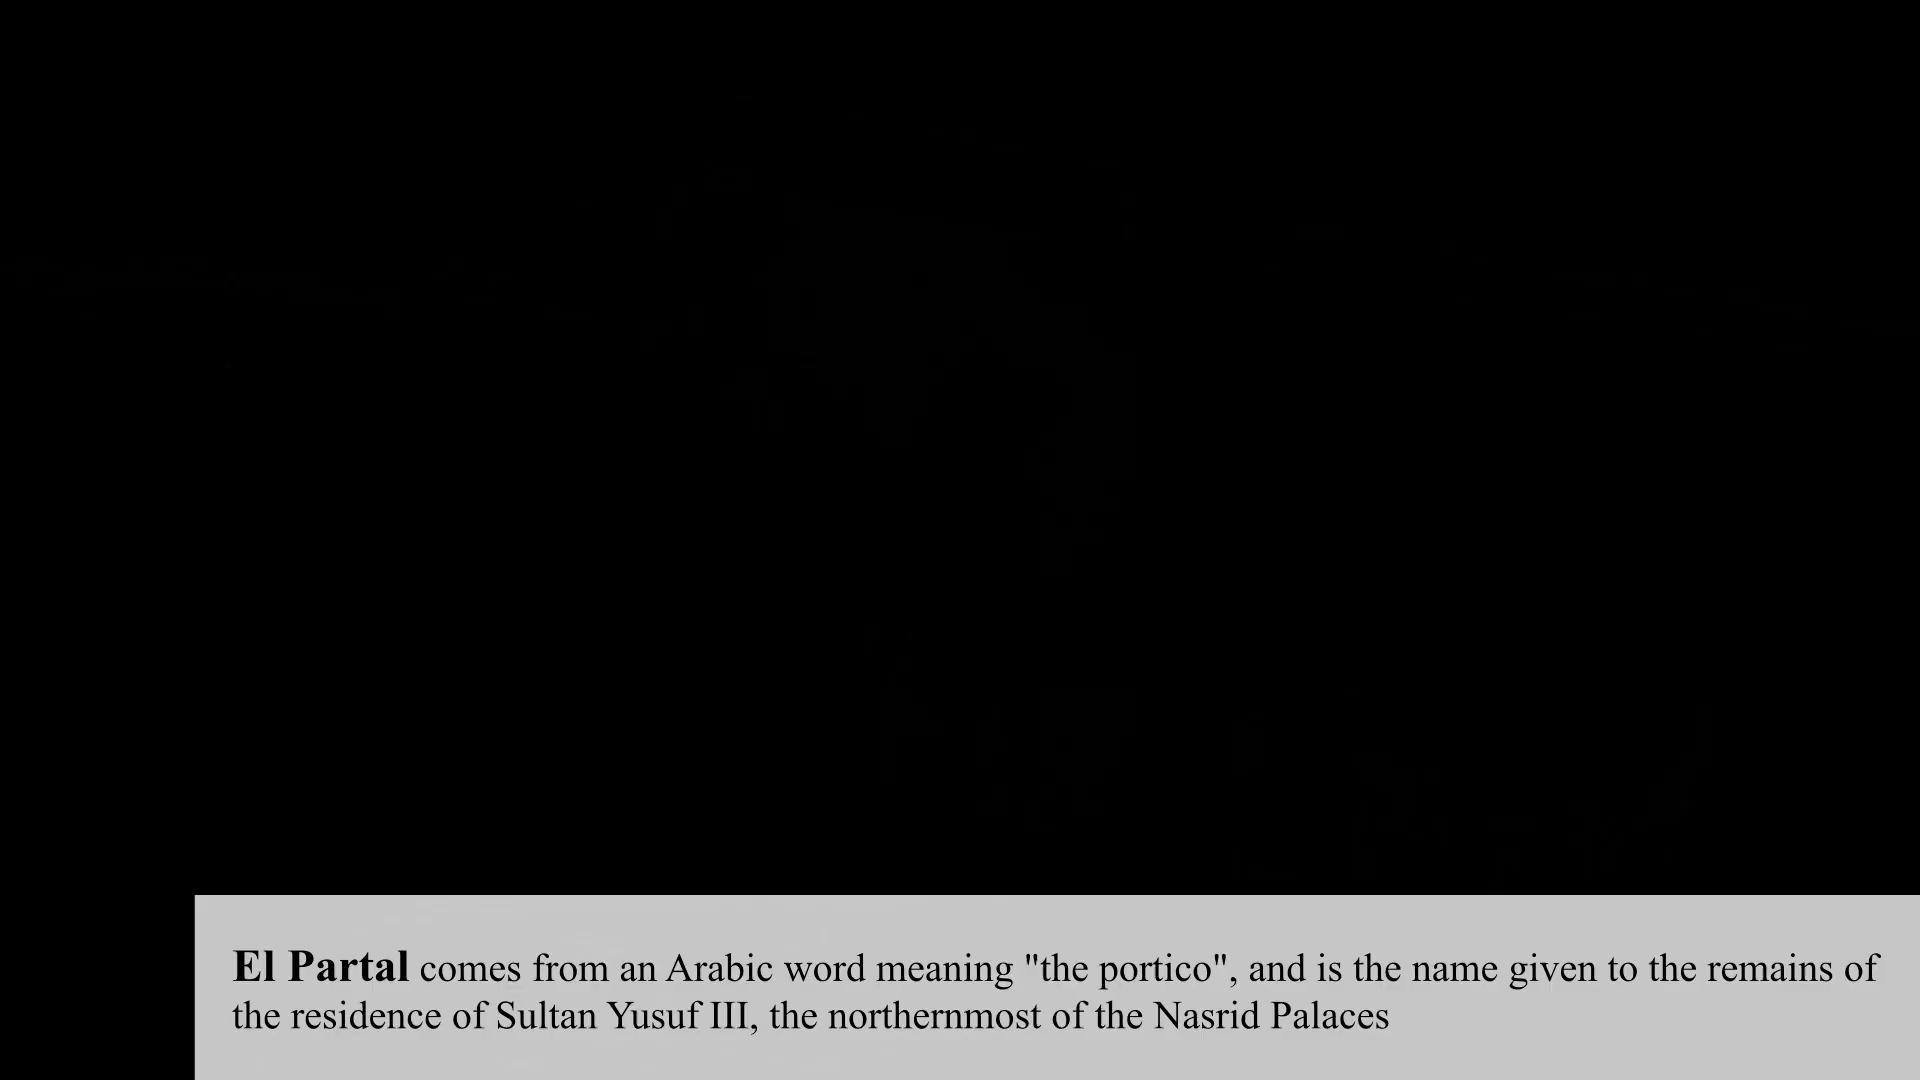 El Partal comes from an Arabic word meaning "the portico", and is the name given to the remains of
the residence of Sultan Yusuf III, the northernmost of the Nasrid Palaces